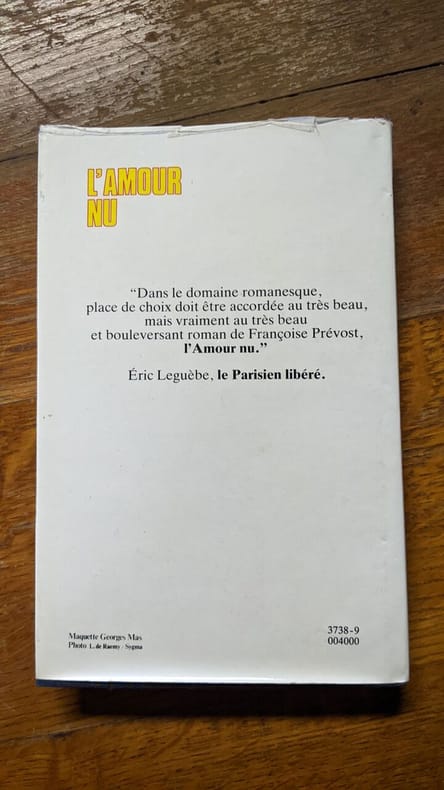 L'AMOUR
NU
“Dans le domaine romanesque,
place de choix doit être accordée au très beau,
mais vraiment au très beau
et bouleversant roman de Françoise Prévost,
l'Amour nu.”
Éric Leguèbe, le Parisien libéré.
Maquette Georges Mas
Photo L. de Raemy / Sygma
3738-9
004000